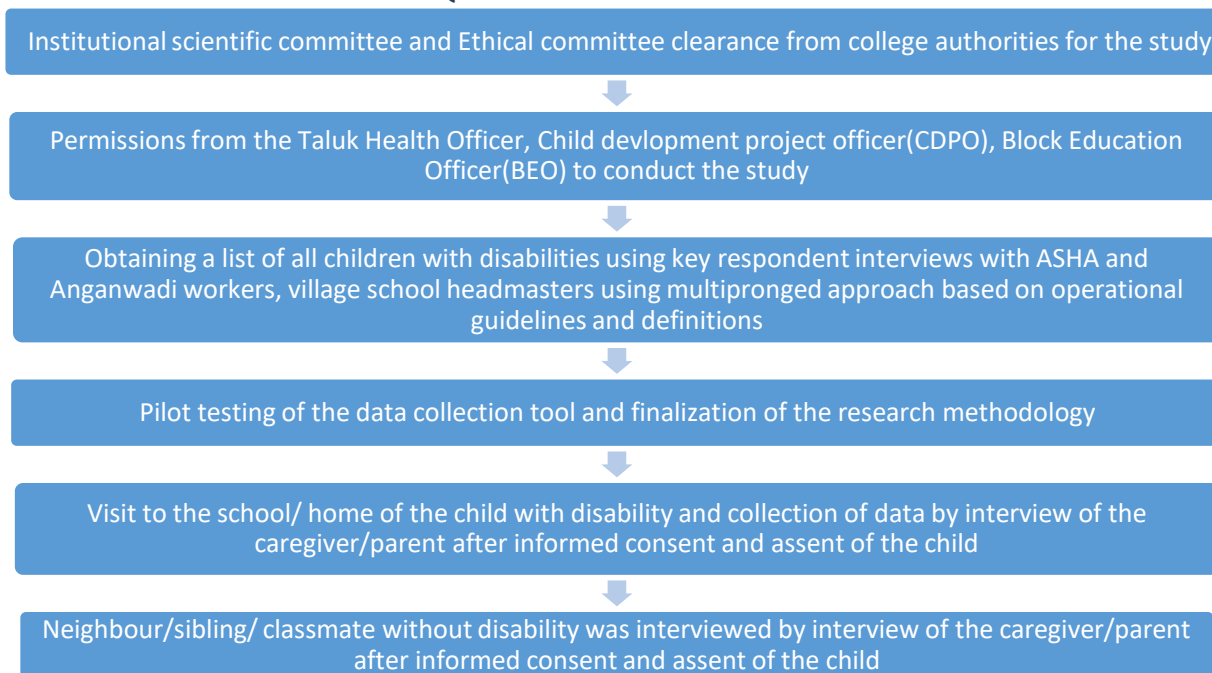 Institutional scientific committee and Ethical committee clearance from college authorities for the study
Permissions from the Taluk Health Officer, Child devlopment project officer(CDPO), Block Education
Officer(BEO) to conduct the study
Obtaining a list of all children with disabilities using key respondent interviews with ASHA and
Anganwadi workers, village school headmasters using multipronged approach based on operational
guidelines and definitions
Pilot testing of the data collection tool and finalization of the research methodology
Visit to the school/ home of the child with disability and collection of data by interview of the
caregiver/parent after informed consent and assent of the child
Neighbour/sibling/ classmate without disability was interviewed by interview of the caregiver/parent
after informed consent and assent of the child